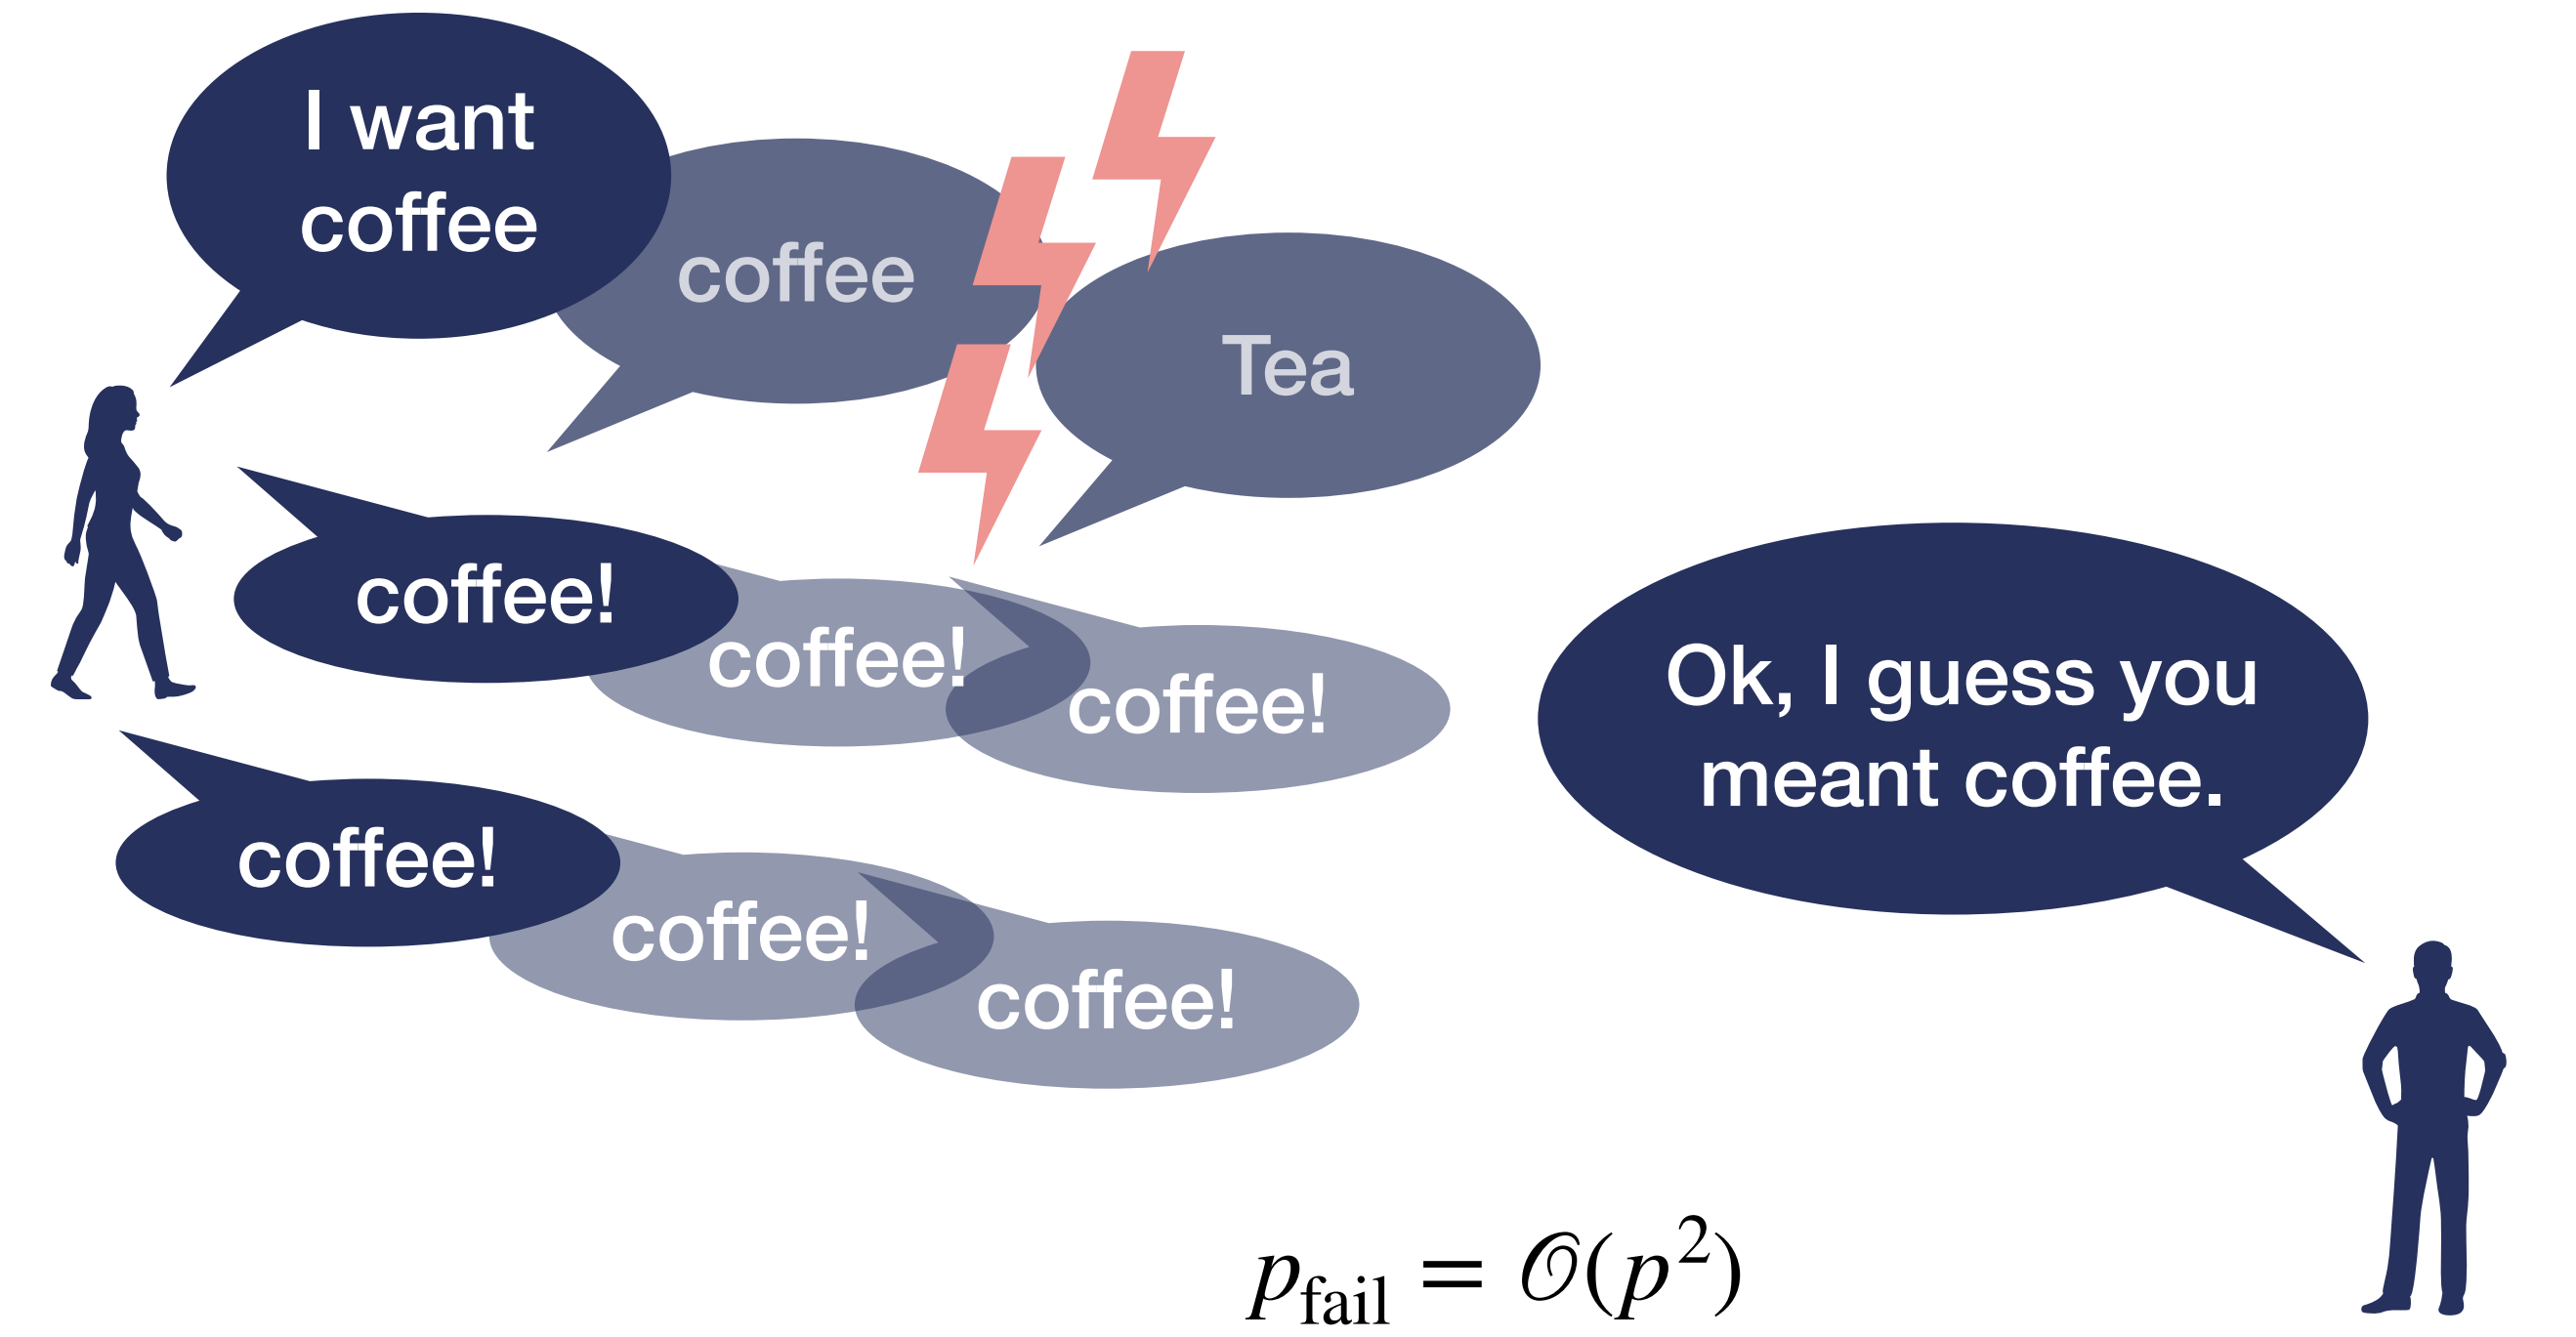 I want
coffee
coffee
Tea
coffee!
coffee!
coffee!
coffee!
coffee!
coffee!
Ok, I guess you
meant coffee.
p_fail = 𝒪(p²)